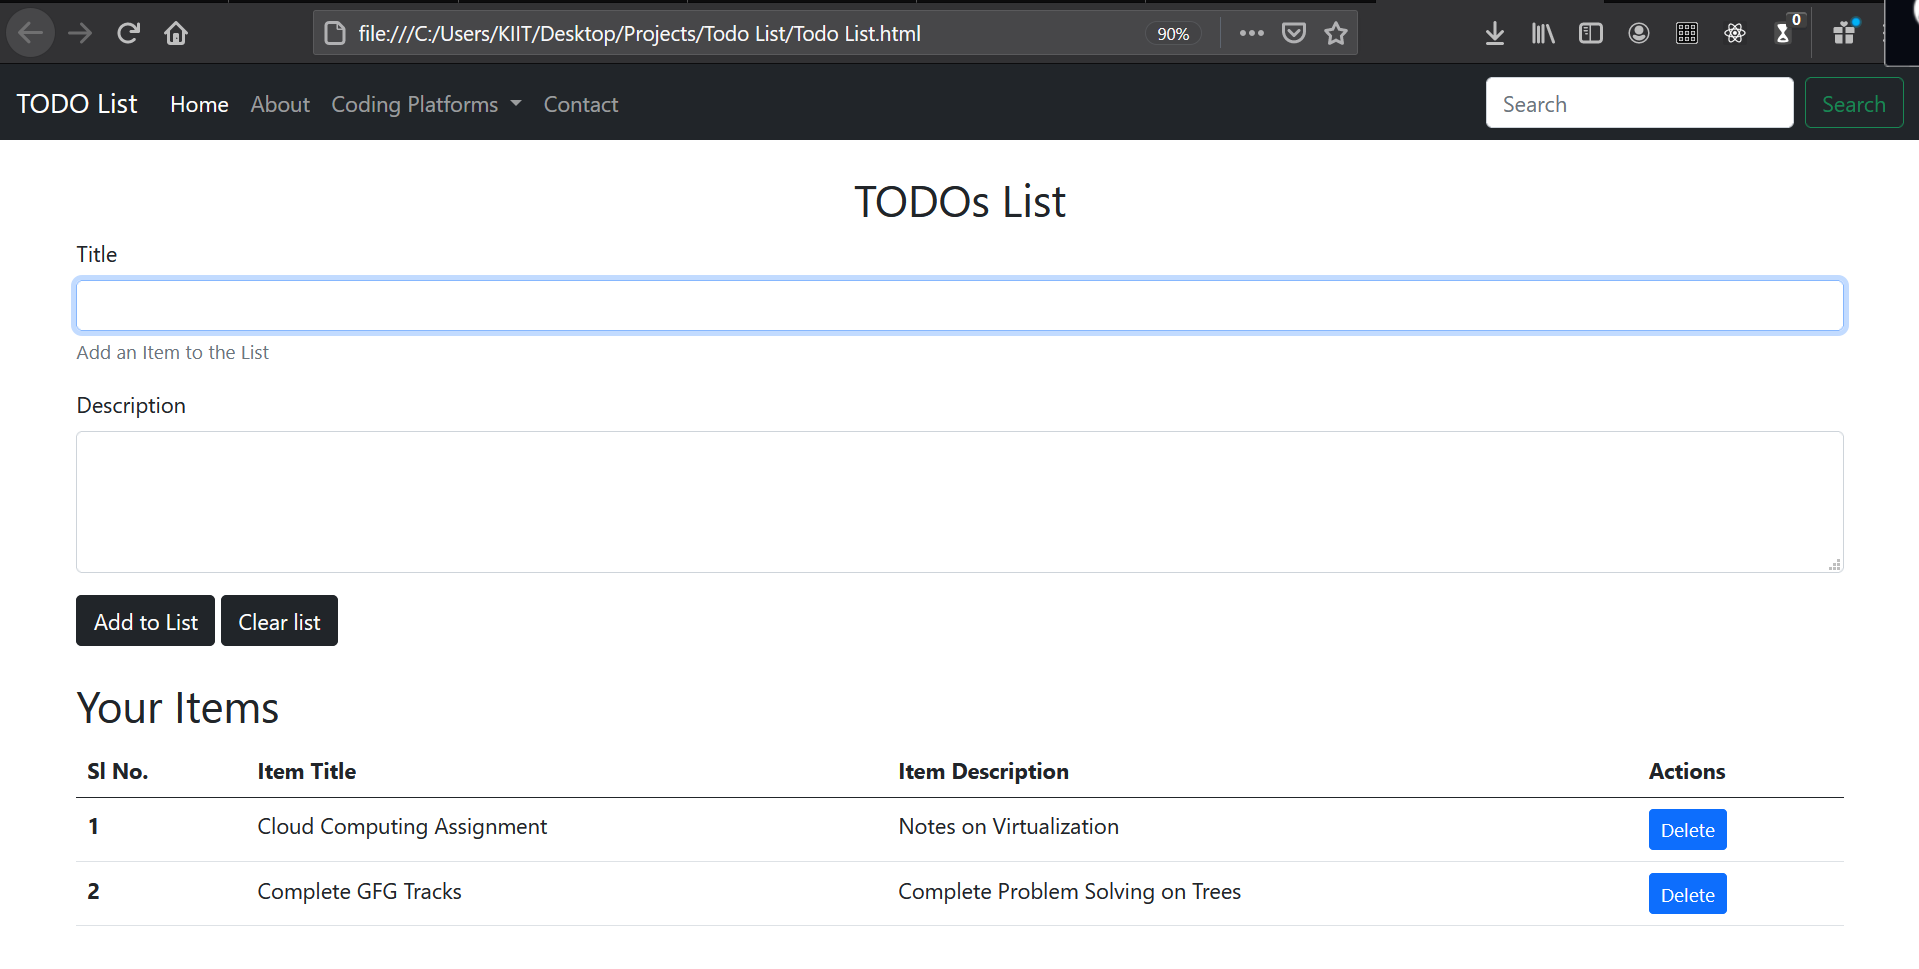 file:///C:/Users/KIIT/Desktop/Projects/Todo List/Todo List.html 90% 0
TODO List Home About Coding Platforms Contact Search Search
TODOs List
Title
Add an Item to the List
Description
Add to List Clear list
Your Items
Sl No. Item Title Item Description Actions
1 Cloud Computing Assignment Notes on Virtualization Delete
2 Complete GFG Tracks Complete Problem Solving on Trees Delete